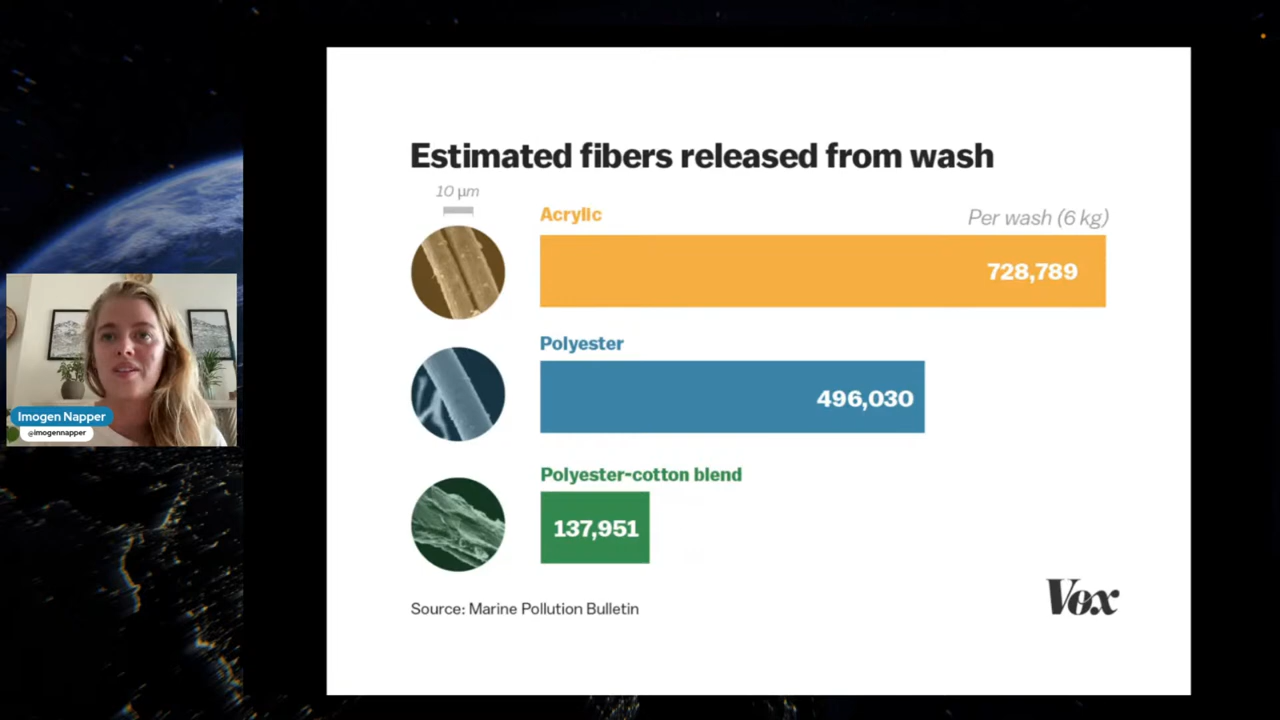 Estimated fibers released from wash
10 µm
Acrylic
Per wash (6 kg)
728,789
Polyester
496,030
Imogen Napper
@imogennapper
Polyester-cotton blend
137,951
Source: Marine Pollution Bulletin
Vox